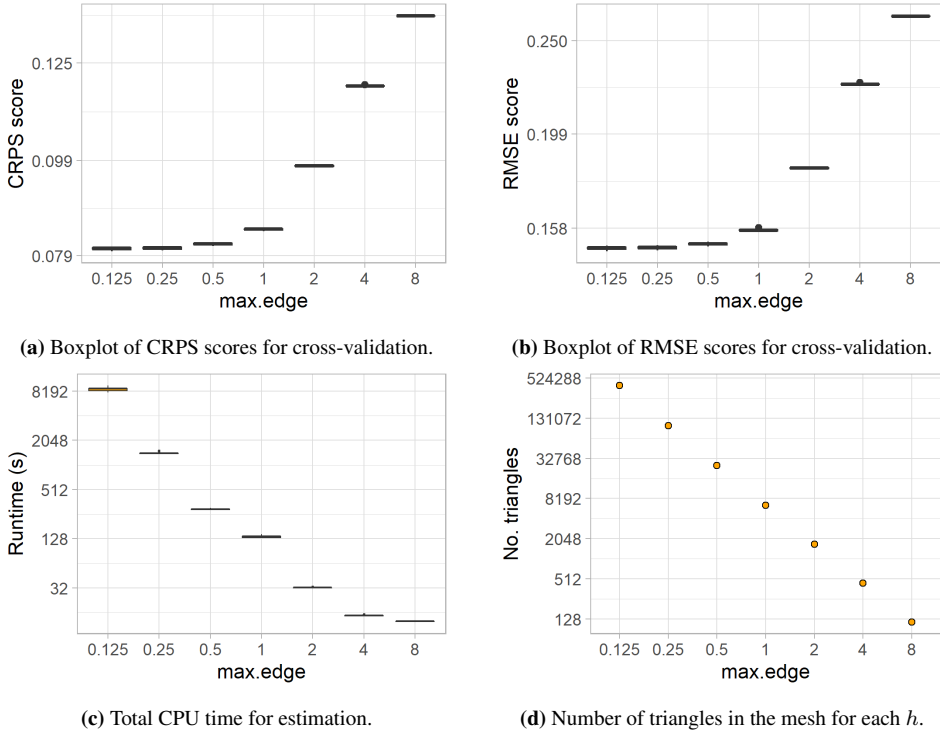 CRPS score
0.125
0.099
0.079
0.125 0.25 0.5 1 2 4 8
max.edge
(a) Boxplot of CRPS scores for cross-validation.
RMSE score
0.250
0.199
0.158
0.125 0.25 0.5 1 2 4 8
max.edge
(b) Boxplot of RMSE scores for cross-validation.
Runtime (s)
8192
2048
512
128
32
0.125 0.25 0.5 1 2 4 8
max.edge
(c) Total CPU time for estimation.
No. triangles
524288
131072
32768
8192
2048
512
128
0.125 0.25 0.5 1 2 4 8
max.edge
(d) Number of triangles in the mesh for each h.